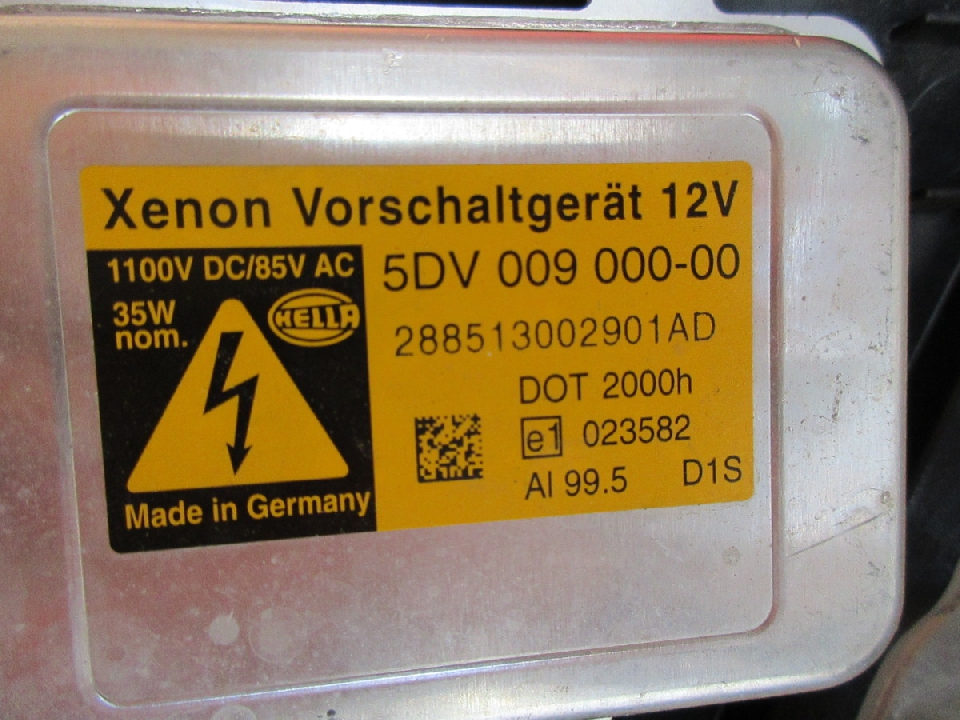 Xenon Vorschaltgerät 12V
1100V DC/85V AC
35W
nom.
HELLA
Made in Germany
5DV 009 000-00
288513002901AD
DOT 2000h
e1 023582
Al 99.5 D1S